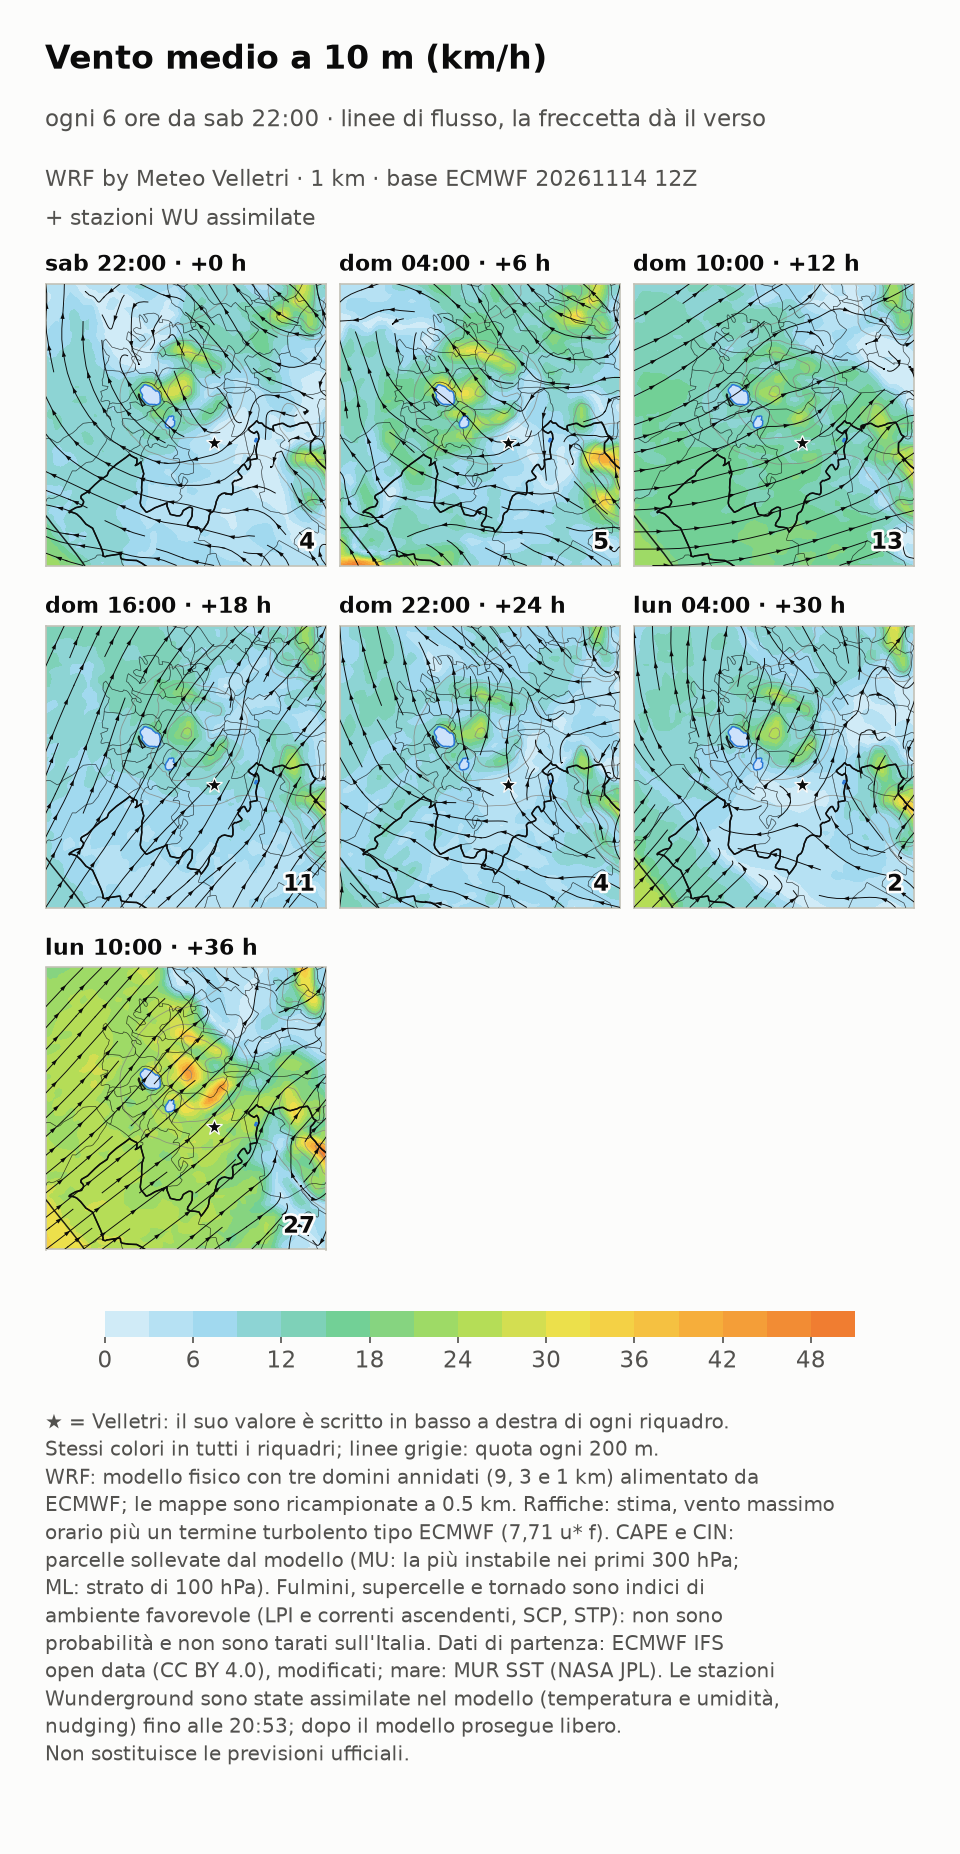 Vento medio a 10 m (km/h)
ogni 6 ore da sab 22:00 · linee di flusso, la freccetta dà il verso
WRF by Meteo Velletri · 1 km · base ECMWF 20261114 12Z
+ stazioni WU assimilate
sab 22:00 · +0 h
dom 04:00 · +6 h
dom 10:00 · +12 h
4
5
13
dom 16:00 · +18 h
dom 22:00 · +24 h
lun 04:00 · +30 h
11
4
2
lun 10:00 · +36 h
27
0 6 12 18 24 30 36 42 48
★ = Velletri: il suo valore è scritto in basso a destra di ogni riquadro.
Stessi colori in tutti i riquadri; linee grigie: quota ogni 200 m.
WRF: modello fisico con tre domini annidati (9, 3 e 1 km) alimentato da
ECMWF; le mappe sono ricampionate a 0.5 km. Raffiche: stima, vento massimo
orario più un termine turbolento tipo ECMWF (7,71 u* f). CAPE e CIN:
parcelle sollevate dal modello (MU: la più instabile nei primi 300 hPa;
ML: strato di 100 hPa). Fulmini, supercelle e tornado sono indici di
ambiente favorevole (LPI e correnti ascendenti, SCP, STP): non sono
probabilità e non sono tarati sull'Italia. Dati di partenza: ECMWF IFS
open data (CC BY 4.0), modificati; mare: MUR SST (NASA JPL). Le stazioni
Wunderground sono state assimilate nel modello (temperatura e umidità,
nudging) fino alle 20:53; dopo il modello prosegue libero.
Non sostituisce le previsioni ufficiali.